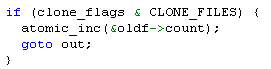 if (clone_flags & CLONE_FILES) {
  atomic_inc(&oldf->count);
  goto out;
}